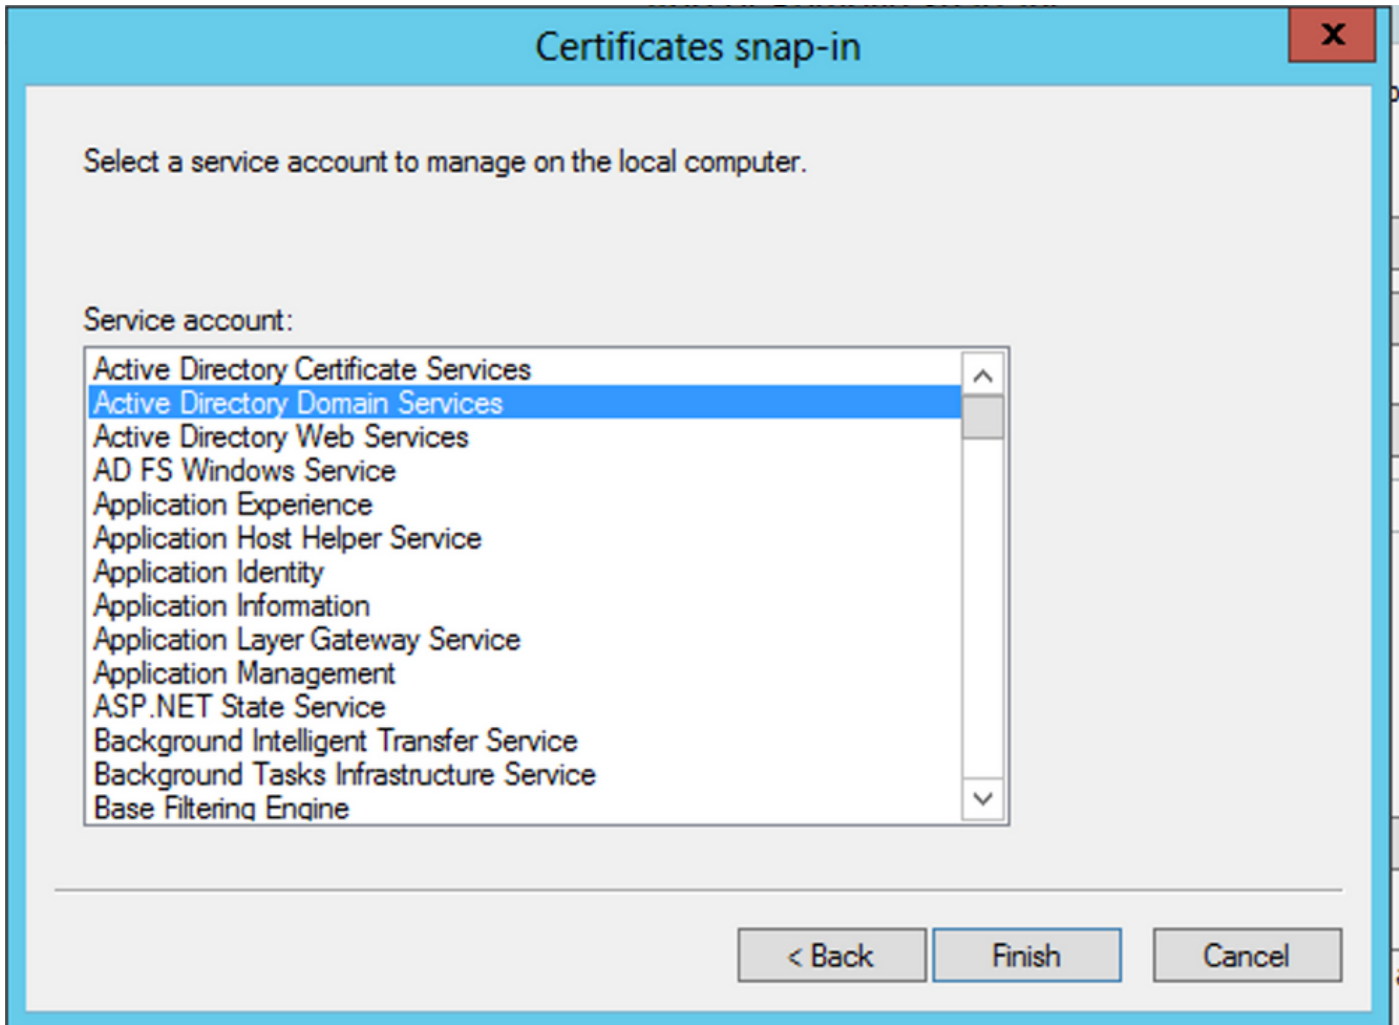 Certificates snap-in
x
Select a service account to manage on the local computer.
Service account:
Active Directory Certificate Services
Active Directory Domain Services
Active Directory Web Services
AD FS Windows Service
Application Experience
Application Host Helper Service
Application Identity
Application Information
Application Layer Gateway Service
Application Management
ASP.NET State Service
Background Intelligent Transfer Service
Background Tasks Infrastructure Service
Base Filtering Engine
< Back
Finish
Cancel